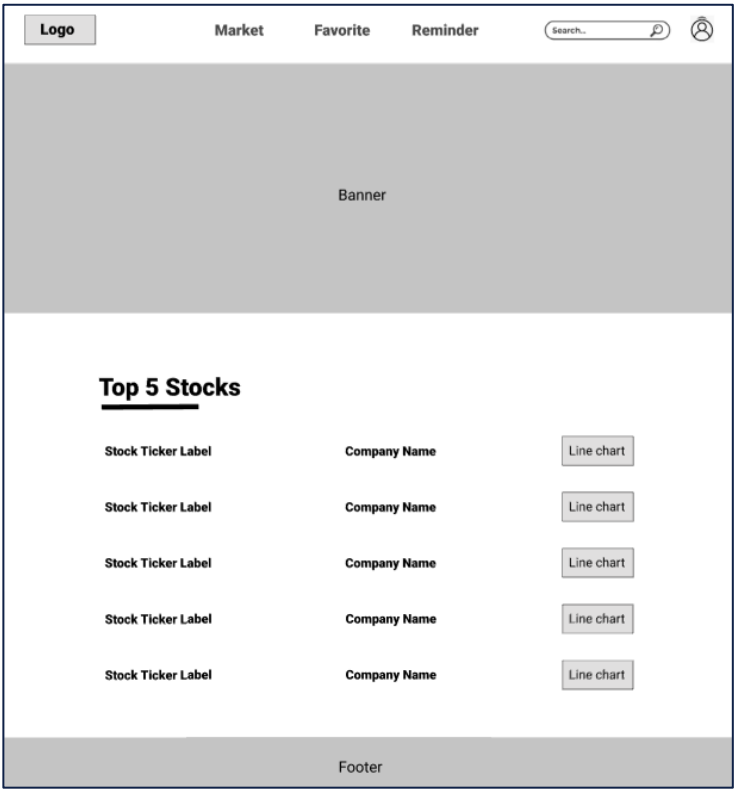 Logo Market Favorite Reminder Search..
Banner
Top 5 Stocks
Stock Ticker Label Company Name Line chart
Stock Ticker Label Company Name Line chart
Stock Ticker Label Company Name Line chart
Stock Ticker Label Company Name Line chart
Stock Ticker Label Company Name Line chart
Footer